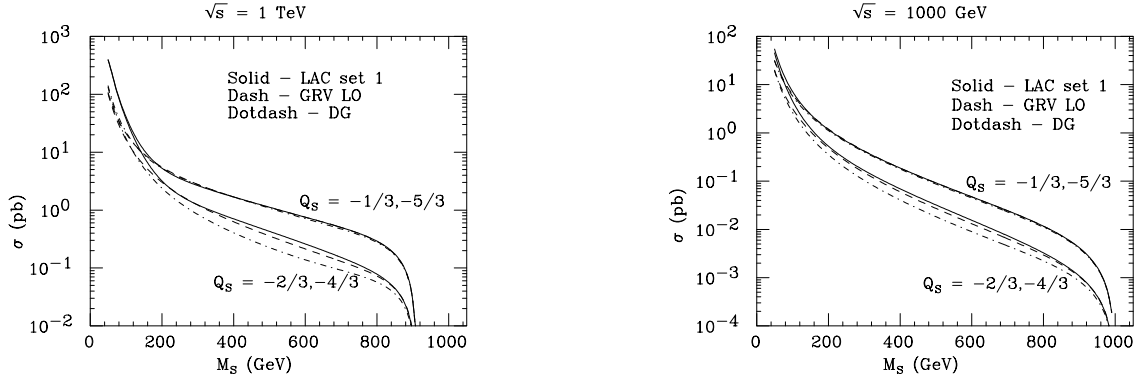 √s = 1 TeV
10³
10²
10¹
10⁰
10⁻¹
10⁻²
σ (pb)
Solid − LAC set 1
Dash − GRV LO
Dotdash − DG
Q_S = −1/3,−5/3
Q_S = −2/3,−4/3
0 200 400 600 800 1000
M_S (GeV)
√s = 1000 GeV
10²
10¹
10⁰
10⁻¹
10⁻²
10⁻³
10⁻⁴
σ (pb)
Solid − LAC set 1
Dash − GRV LO
Dotdash − DG
Q_S = −1/3,−5/3
Q_S = −2/3,−4/3
0 200 400 600 800 1000
M_S (GeV)